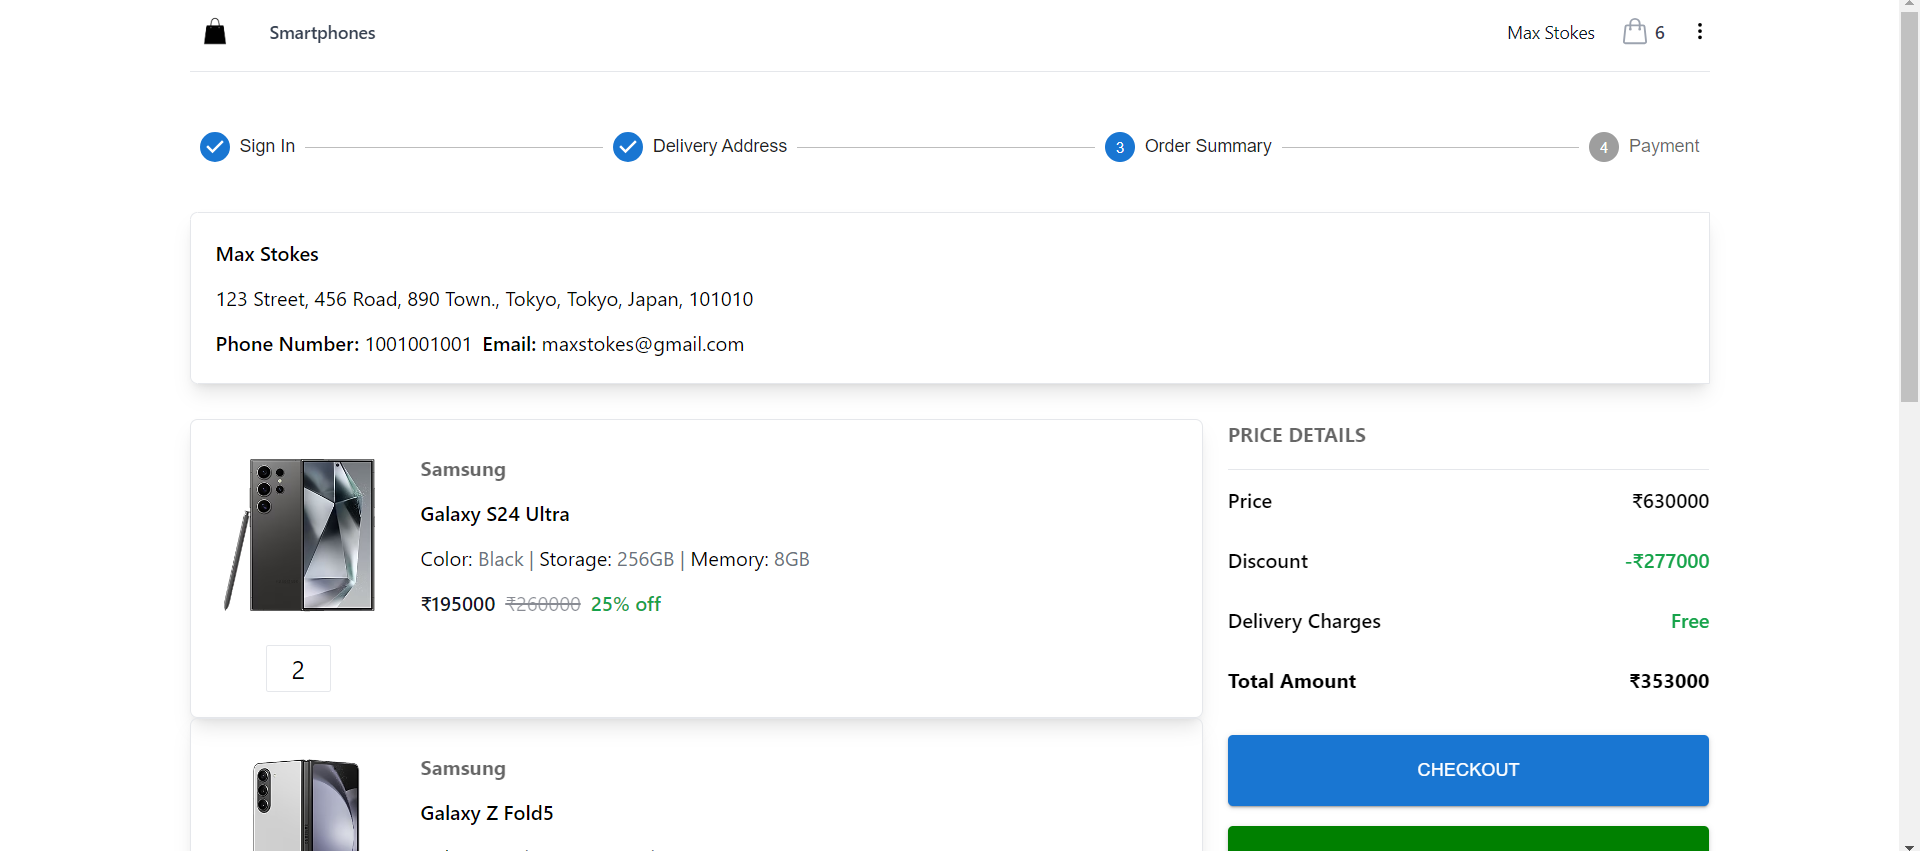 Smartphones
Max Stokes
6
Sign In
Delivery Address
3 Order Summary
4 Payment
Max Stokes
123 Street, 456 Road, 890 Town., Tokyo, Tokyo, Japan, 101010
Phone Number: 1001001001 Email: maxstokes@gmail.com
Samsung
Galaxy S24 Ultra
Color: Black | Storage: 256GB | Memory: 8GB
₹195000 ₹260000 25% off
2
Samsung
Galaxy Z Fold5
PRICE DETAILS
Price ₹630000
Discount -₹277000
Delivery Charges Free
Total Amount ₹353000
CHECKOUT